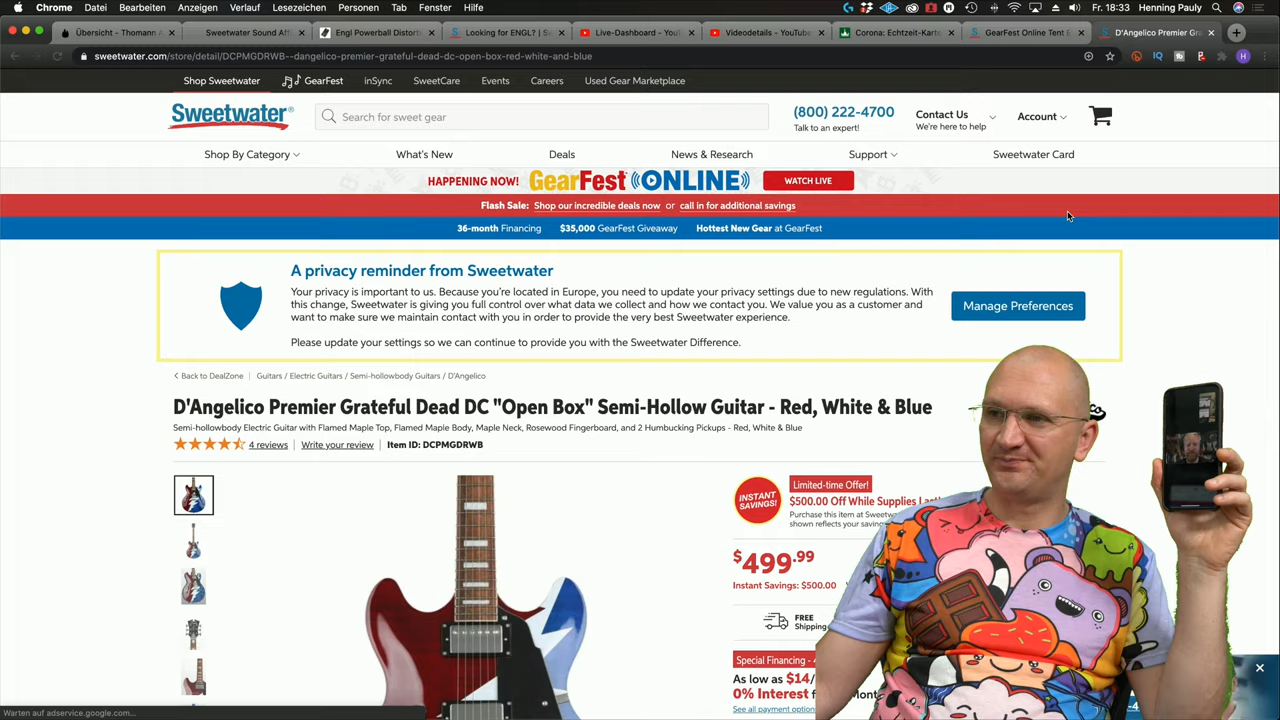 Chrome Datei Bearbeiten Anzeigen Verlauf Lesezeichen Personen Tab Fenster Hilfe Fr. 18:33 Henning Pauly
Übersicht - Thomann A
Sweetwater Sound Affi
Engl Powerball Distorti
Looking for ENGL? | Sw
Live-Dashboard - YouTu
Videodetails - YouTube
Corona: Echtzeit-Karte
GearFest Online Tent E
D'Angelico Premier Gra
sweetwater.com/store/detail/DCPMGDRWB--dangelico-premier-grateful-dead-dc-open-box-red-white-and-blue
Shop Sweetwater GearFest inSync SweetCare Events Careers Used Gear Marketplace
Sweetwater
Search for sweet gear
(800) 222-4700
Talk to an expert!
Contact Us
We're here to help
Account
Shop By Category What's New Deals News & Research Support Sweetwater Card
HAPPENING NOW! GearFest ONLINE WATCH LIVE
Flash Sale: Shop our incredible deals now or call in for additional savings
36-month Financing $35,000 GearFest Giveaway Hottest New Gear at GearFest
A privacy reminder from Sweetwater
Your privacy is important to us. Because you're located in Europe, you need to update your privacy settings due to new regulations. With
this change, Sweetwater is giving you full control over what data we collect and how we contact you. We value you as a customer and
want to make sure we maintain contact with you in order to provide the very best Sweetwater experience.
Please update your settings so we can continue to provide you with the Sweetwater Difference.
Manage Preferences
Back to DealZone Guitars / Electric Guitars / Semi-hollowbody Guitars / D'Angelico
D'Angelico Premier Grateful Dead DC "Open Box" Semi-Hollow Guitar - Red, White & Blue
Semi-hollowbody Electric Guitar with Flamed Maple Top, Flamed Maple Body, Maple Neck, Rosewood Fingerboard, and 2 Humbucking Pickups - Red, White & Blue
4 reviews Write your review Item ID: DCPMGDRWB
INSTANT SAVINGS!
Limited-time Offer!
$500.00 Off While Supplies Last!
Purchase this item at Sweetw
shown reflects your saving
$499.99
Instant Savings: $500.00
FREE
Shipping
Special Financing - 4
As low as $14/
0% Interest for Mont
See all payment option
Warten auf adservice.google.com...